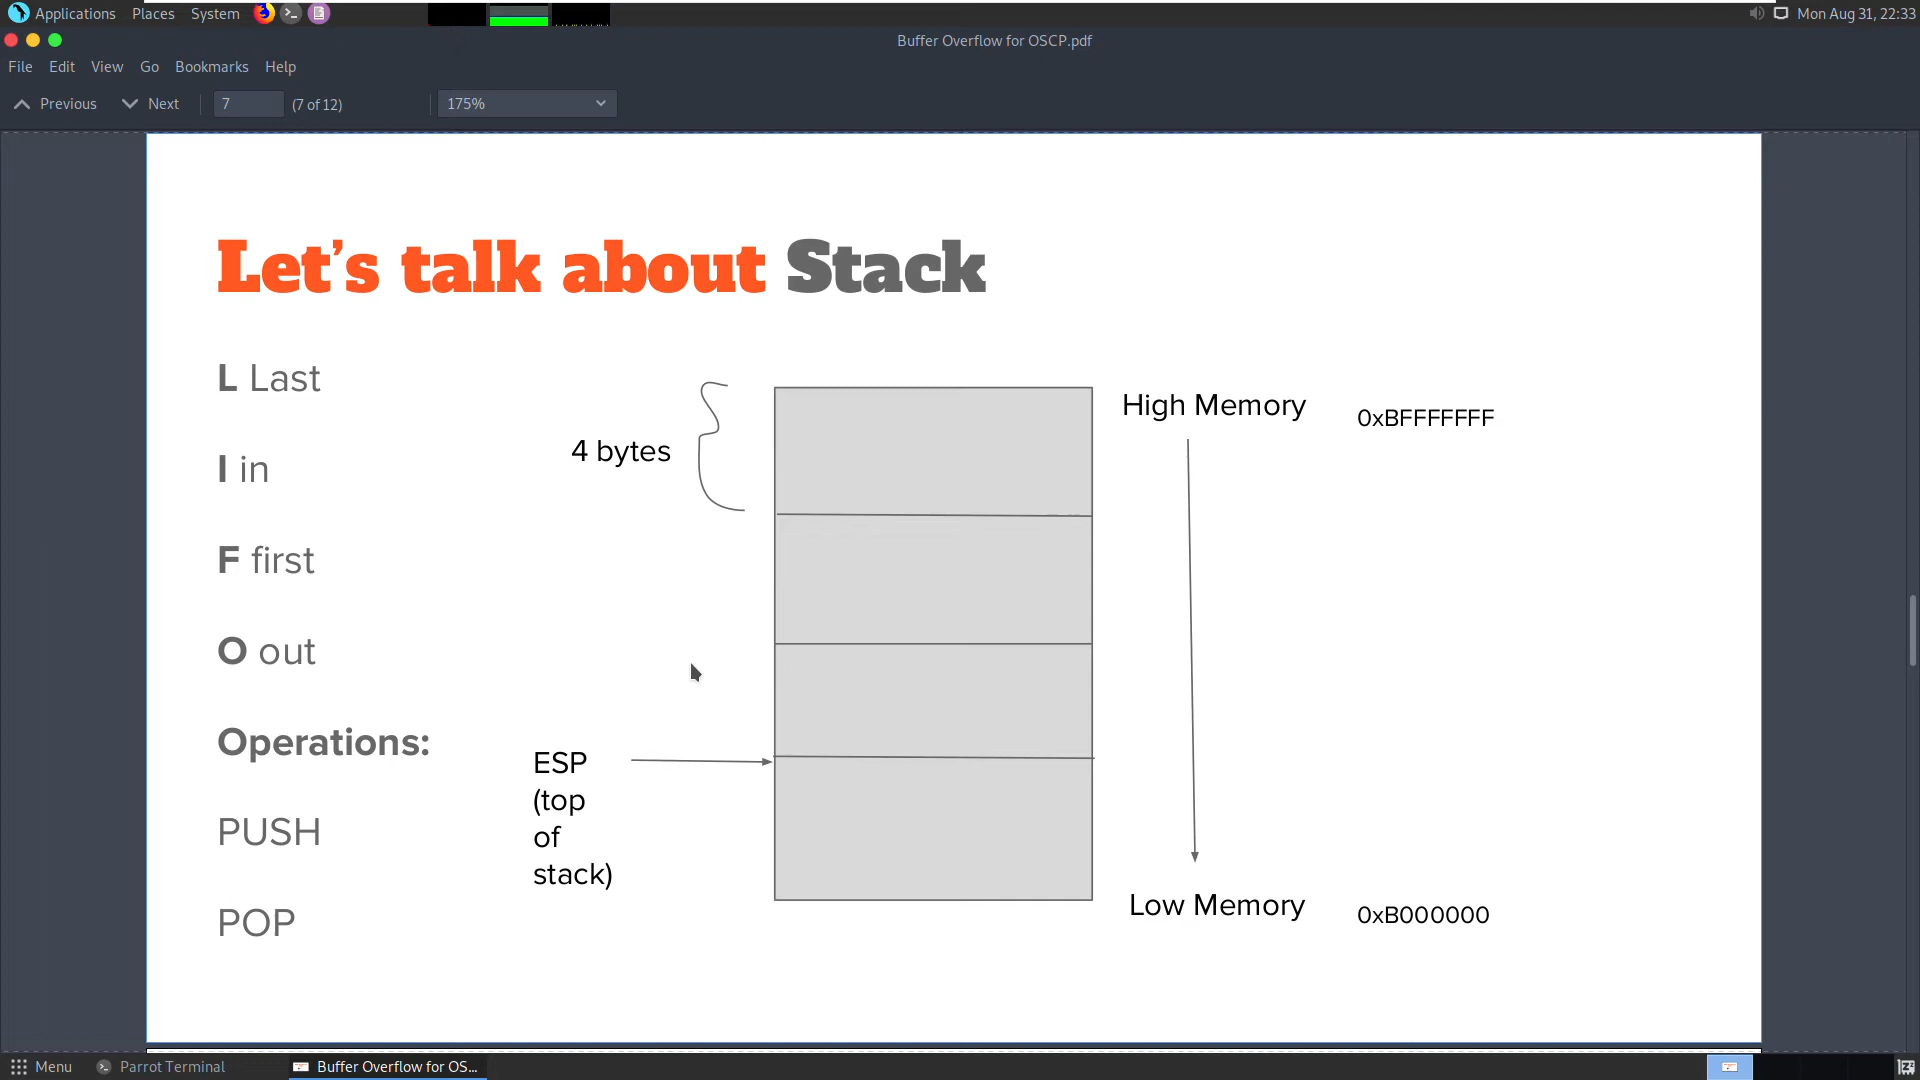 Applications Places System Mon Aug 31, 22:33
Buffer Overflow for OSCP.pdf
File Edit View Go Bookmarks Help
Previous Next 7 (7 of 12) 175%
Let's talk about Stack
L Last
I in
F first
O out
Operations:
PUSH
POP
4 bytes
ESP
(top
of
stack)
High Memory 0xBFFFFFFF
Low Memory 0xB000000
Menu Parrot Terminal Buffer Overflow for OS...